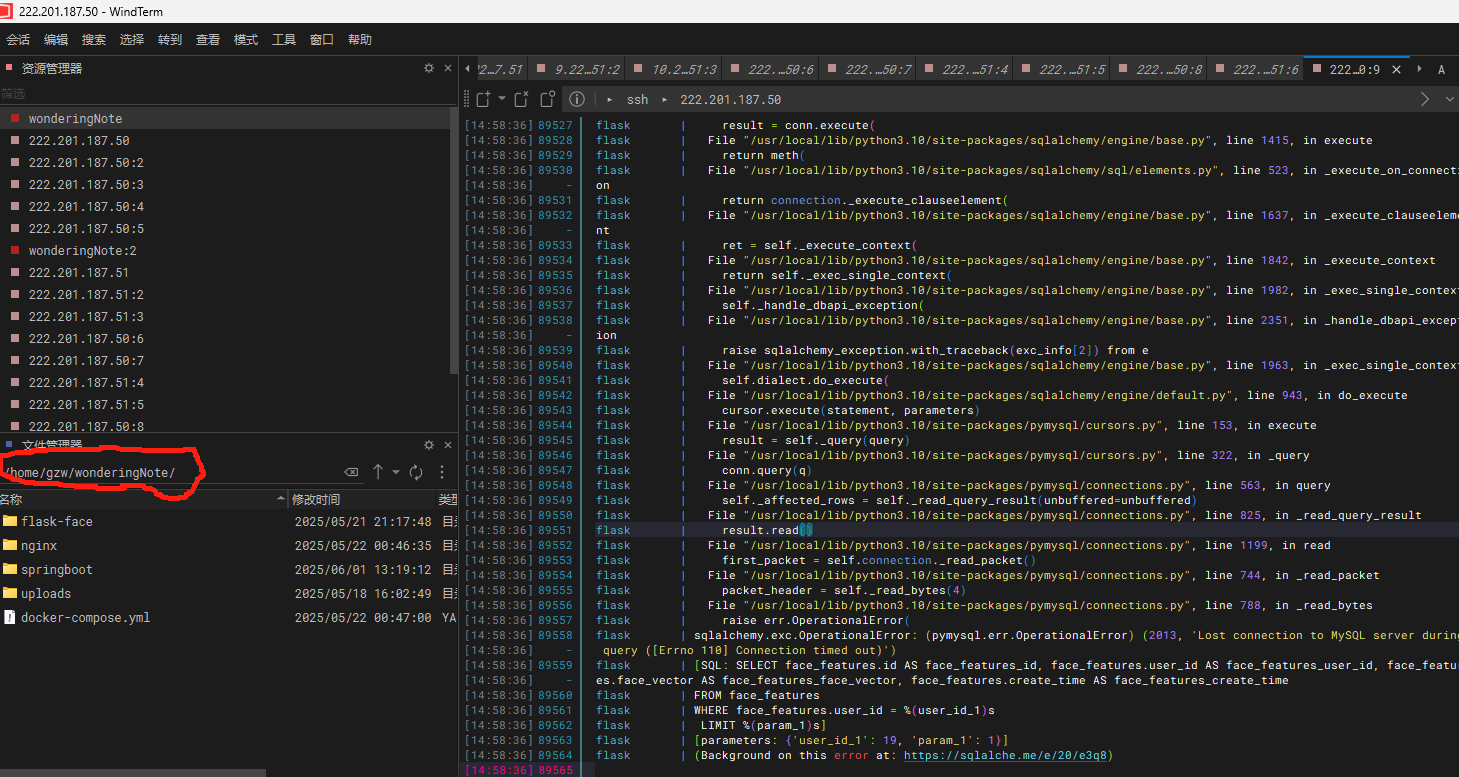 222.201.187.50 - WindTerm
会话 编辑 搜索 选择 转到 查看 模式 工具 窗口 帮助
资源管理器
筛选
wonderingNote
222.201.187.50
222.201.187.50:2
222.201.187.50:3
222.201.187.50:4
222.201.187.50:5
wonderingNote:2
222.201.187.51
222.201.187.51:2
222.201.187.51:3
222.201.187.50:6
222.201.187.50:7
222.201.187.51:4
222.201.187.51:5
222.201.187.50:8
文件管理器
/home/gzw/wonderingNote/
名称 修改时间 类型
flask-face 2025/05/21 21:17:48 目录
nginx 2025/05/22 00:46:35 目录
springboot 2025/06/01 13:19:12 目录
uploads 2025/05/18 16:02:49 目录
docker-compose.yml 2025/05/22 00:47:00 YA
22…7.51 9.22…51:2 10.2…51:3 222.…50:6 222.…50:7 222.…51:4 222.…51:5 222.…50:8 222.…51:6 222…0:9 A
ssh 222.201.187.50
[14:58:36] 89527 flask | result = conn.execute(
[14:58:36] 89528 flask | File "/usr/local/lib/python3.10/site-packages/sqlalchemy/engine/base.py", line 1415, in execute
[14:58:36] 89529 flask | return meth(
[14:58:36] 89530 flask | File "/usr/local/lib/python3.10/site-packages/sqlalchemy/sql/elements.py", line 523, in _execute_on_connecti
[14:58:36] - on
[14:58:36] 89531 flask | return connection._execute_clauseelement(
[14:58:36] 89532 flask | File "/usr/local/lib/python3.10/site-packages/sqlalchemy/engine/base.py", line 1637, in _execute_clauseeleme
[14:58:36] - nt
[14:58:36] 89533 flask | ret = self._execute_context(
[14:58:36] 89534 flask | File "/usr/local/lib/python3.10/site-packages/sqlalchemy/engine/base.py", line 1842, in _execute_context
[14:58:36] 89535 flask | return self._exec_single_context(
[14:58:36] 89536 flask | File "/usr/local/lib/python3.10/site-packages/sqlalchemy/engine/base.py", line 1982, in _exec_single_context
[14:58:36] 89537 flask | self._handle_dbapi_exception(
[14:58:36] 89538 flask | File "/usr/local/lib/python3.10/site-packages/sqlalchemy/engine/base.py", line 2351, in _handle_dbapi_except
[14:58:36] - ion
[14:58:36] 89539 flask | raise sqlalchemy_exception.with_traceback(exc_info[2]) from e
[14:58:36] 89540 flask | File "/usr/local/lib/python3.10/site-packages/sqlalchemy/engine/base.py", line 1963, in _exec_single_context
[14:58:36] 89541 flask | self.dialect.do_execute(
[14:58:36] 89542 flask | File "/usr/local/lib/python3.10/site-packages/sqlalchemy/engine/default.py", line 943, in do_execute
[14:58:36] 89543 flask | cursor.execute(statement, parameters)
[14:58:36] 89544 flask | File "/usr/local/lib/python3.10/site-packages/pymysql/cursors.py", line 153, in execute
[14:58:36] 89545 flask | result = self._query(query)
[14:58:36] 89546 flask | File "/usr/local/lib/python3.10/site-packages/pymysql/cursors.py", line 322, in _query
[14:58:36] 89547 flask | conn.query(q)
[14:58:36] 89548 flask | File "/usr/local/lib/python3.10/site-packages/pymysql/connections.py", line 563, in query
[14:58:36] 89549 flask | self._affected_rows = self._read_query_result(unbuffered=unbuffered)
[14:58:36] 89550 flask | File "/usr/local/lib/python3.10/site-packages/pymysql/connections.py", line 825, in _read_query_result
[14:58:36] 89551 flask | result.read()
[14:58:36] 89552 flask | File "/usr/local/lib/python3.10/site-packages/pymysql/connections.py", line 1199, in read
[14:58:36] 89553 flask | first_packet = self.connection._read_packet()
[14:58:36] 89554 flask | File "/usr/local/lib/python3.10/site-packages/pymysql/connections.py", line 744, in _read_packet
[14:58:36] 89555 flask | packet_header = self._read_bytes(4)
[14:58:36] 89556 flask | File "/usr/local/lib/python3.10/site-packages/pymysql/connections.py", line 788, in _read_bytes
[14:58:36] 89557 flask | raise err.OperationalError(
[14:58:36] 89558 flask | sqlalchemy.exc.OperationalError: (pymysql.err.OperationalError) (2013, 'Lost connection to MySQL server during
[14:58:36] - query ([Errno 110] Connection timed out)')
[14:58:36] 89559 flask | [SQL: SELECT face_features.id AS face_features_id, face_features.user_id AS face_features_user_id, face_featur
[14:58:36] - es.face_vector AS face_features_face_vector, face_features.create_time AS face_features_create_time
[14:58:36] 89560 flask | FROM face_features
[14:58:36] 89561 flask | WHERE face_features.user_id = %(user_id_1)s
[14:58:36] 89562 flask | LIMIT %(param_1)s]
[14:58:36] 89563 flask | [parameters: {'user_id_1': 19, 'param_1': 1}]
[14:58:36] 89564 flask | (Background on this error at: https://sqlalche.me/e/20/e3q8)
[14:58:36] 89565